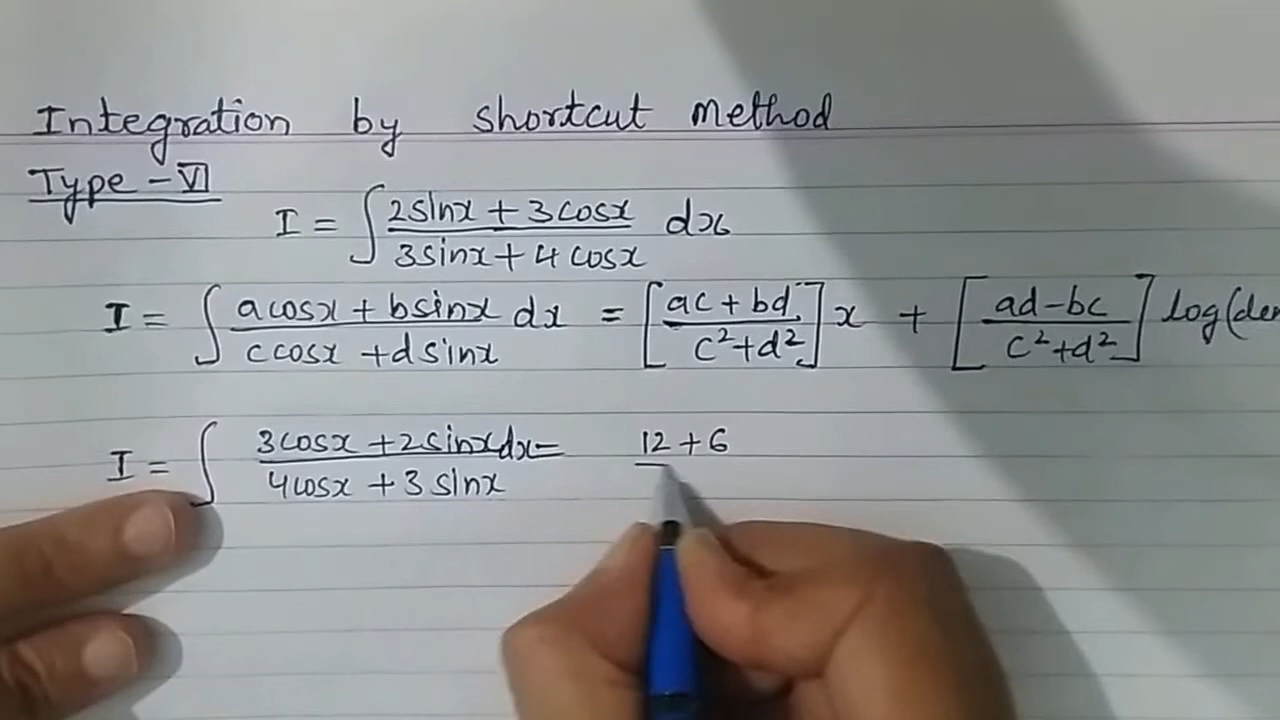 Integration by shortcut method
Type - VI
I = ∫ (2sinx + 3cosx)/(3sinx + 4cosx) dx
I = ∫ (acosx + bsinx)/(ccosx + dsinx) dx = [(ac + bd)/(c² + d²)] x + [(ad - bc)/(c² + d²)] log(den
I = ∫ (3cosx + 2sinx)/(4cosx + 3sinx) dx = 12 + 6